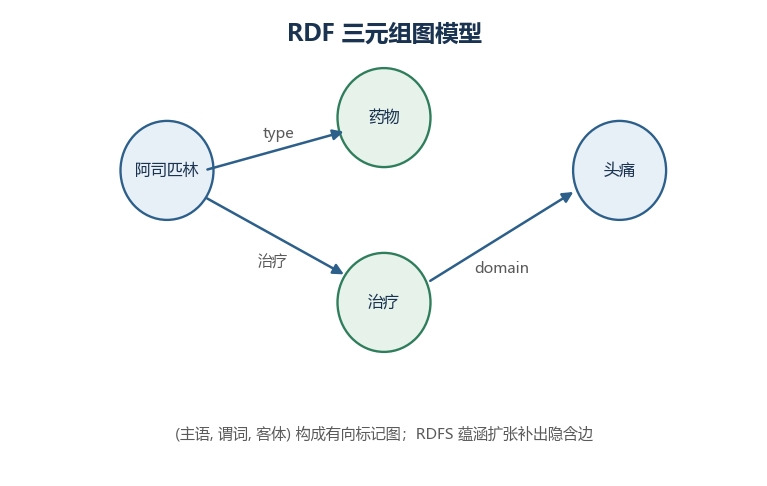 RDF 三元组图模型
药物
type
阿司匹林
头痛
治疗
domain
治疗
(主语, 谓词, 客体) 构成有向标记图；RDFS 蕴涵扩张补出隐含边